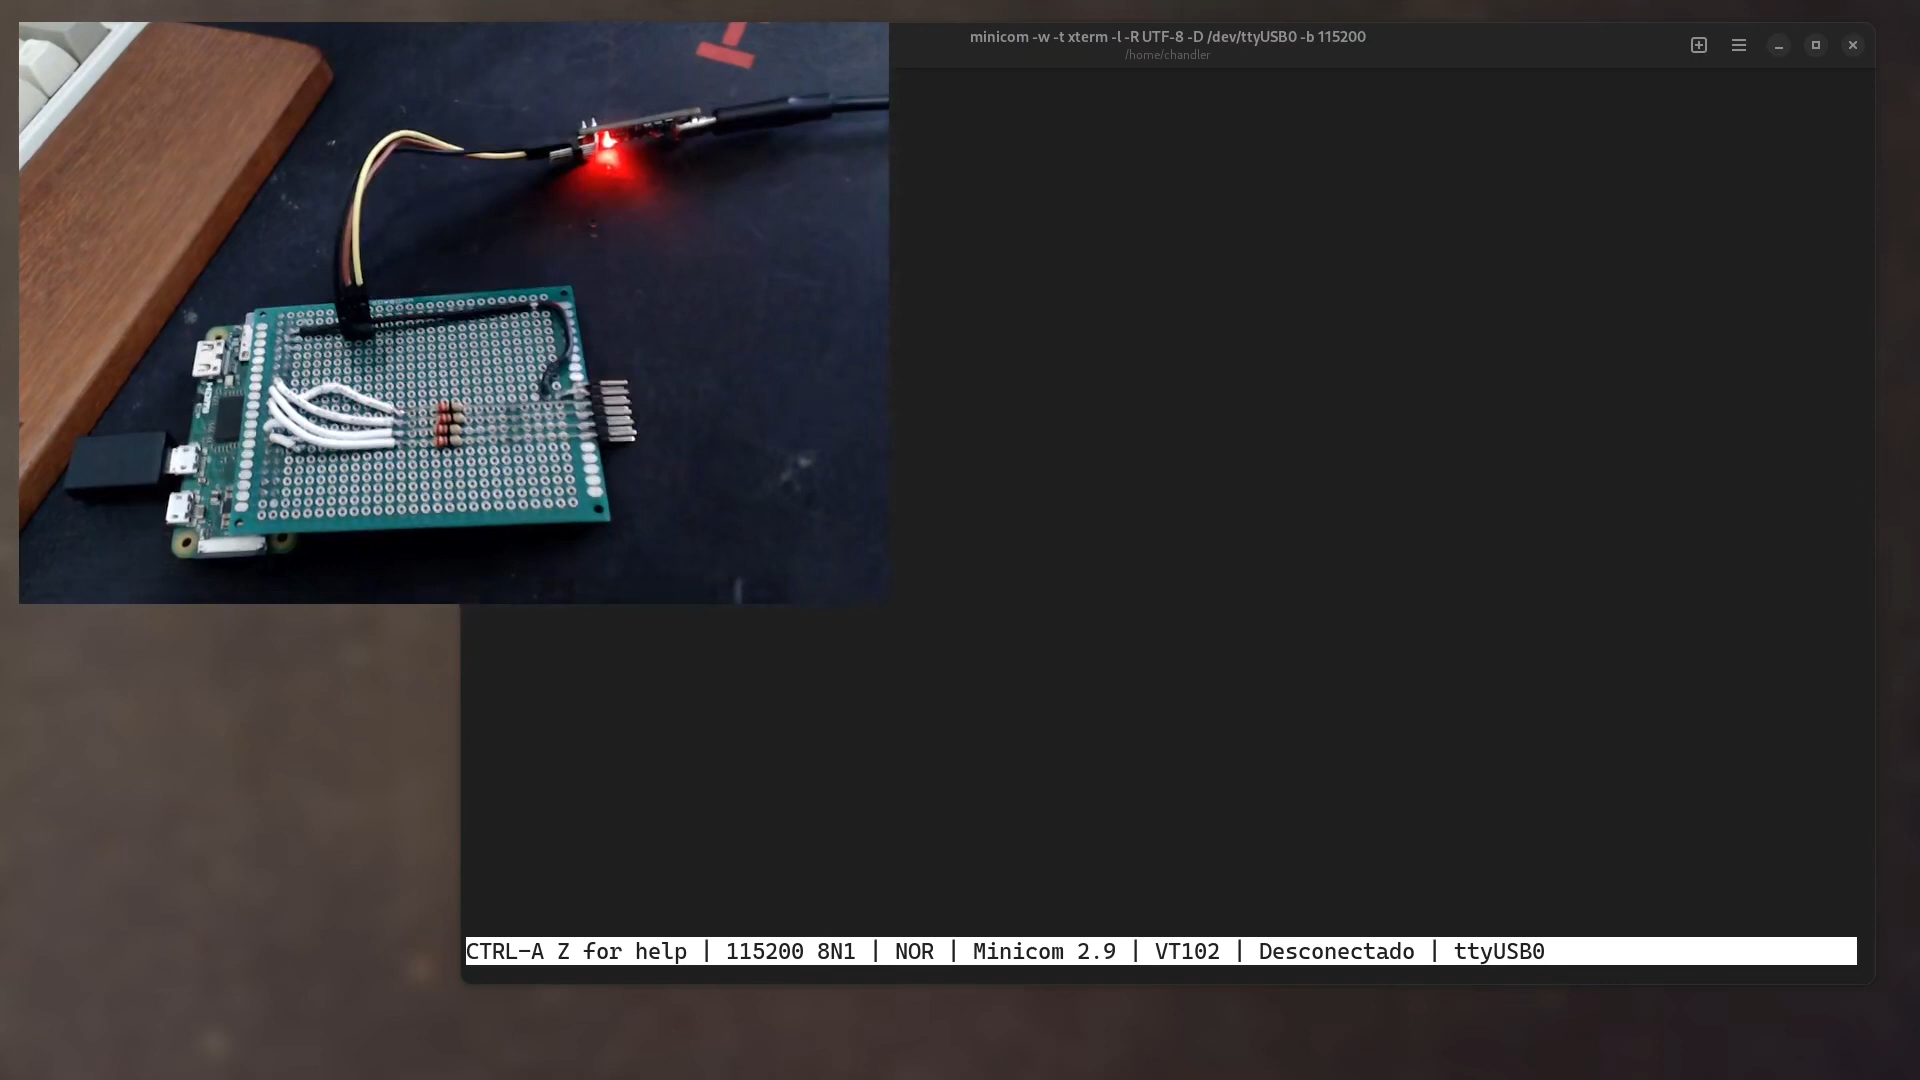 minicom -w -t xterm -l -R UTF-8 -D /dev/ttyUSB0 -b 115200
/home/chandler
CTRL-A Z for help | 115200 8N1 | NOR | Minicom 2.9 | VT102 | Desconectado | ttyUSB0